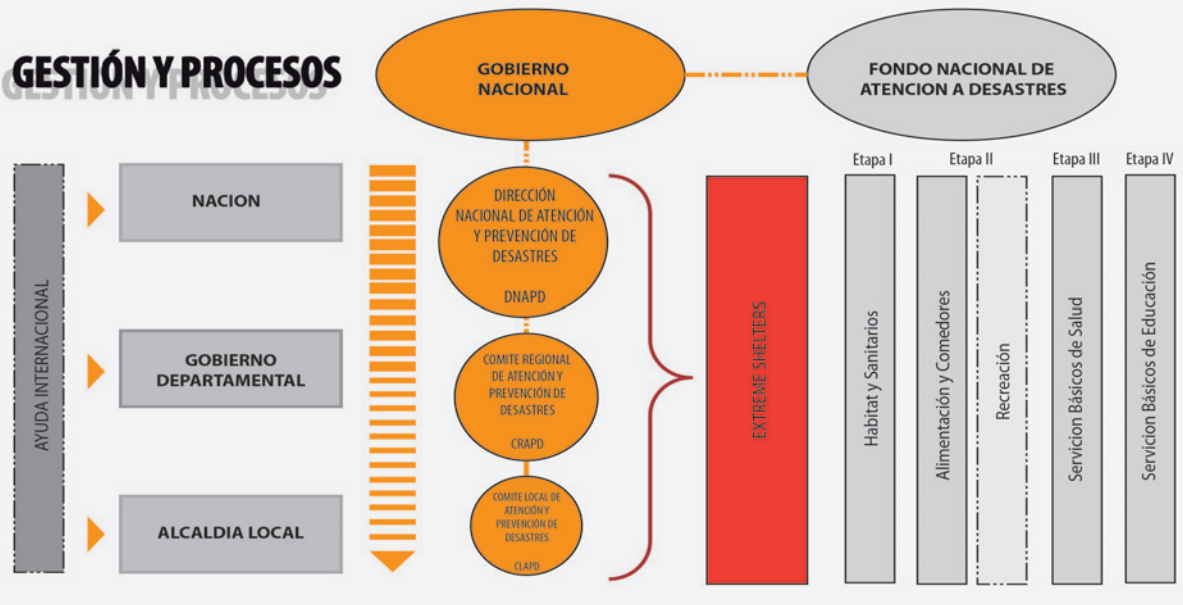 GESTIÓN Y PROCESOS
GOBIERNO
NACIONAL
FONDO NACIONAL DE
ATENCION A DESASTRES
AYUDA INTERNACIONAL
NACION
GOBIERNO
DEPARTAMENTAL
ALCALDIA LOCAL
DIRECCIÓN
NACIONAL DE ATENCIÓN
Y PREVENCIÓN DE
DESASTRES
DNAPD
COMITE REGIONAL
DE ATENCIÓN Y
PREVENCIÓN DE
DESASTRES
CRAPD
COMITE LOCAL DE
ATENCIÓN Y
PREVENCIÓN DE
DESASTRES
CLAPD
EXTREME SHELTERS
Etapa I
Habitat y Sanitarios
Etapa II
Alimentación y Comedores
Recreación
Etapa III
Servicion Básicos de Salud
Etapa IV
Servicion Básicos de Educación